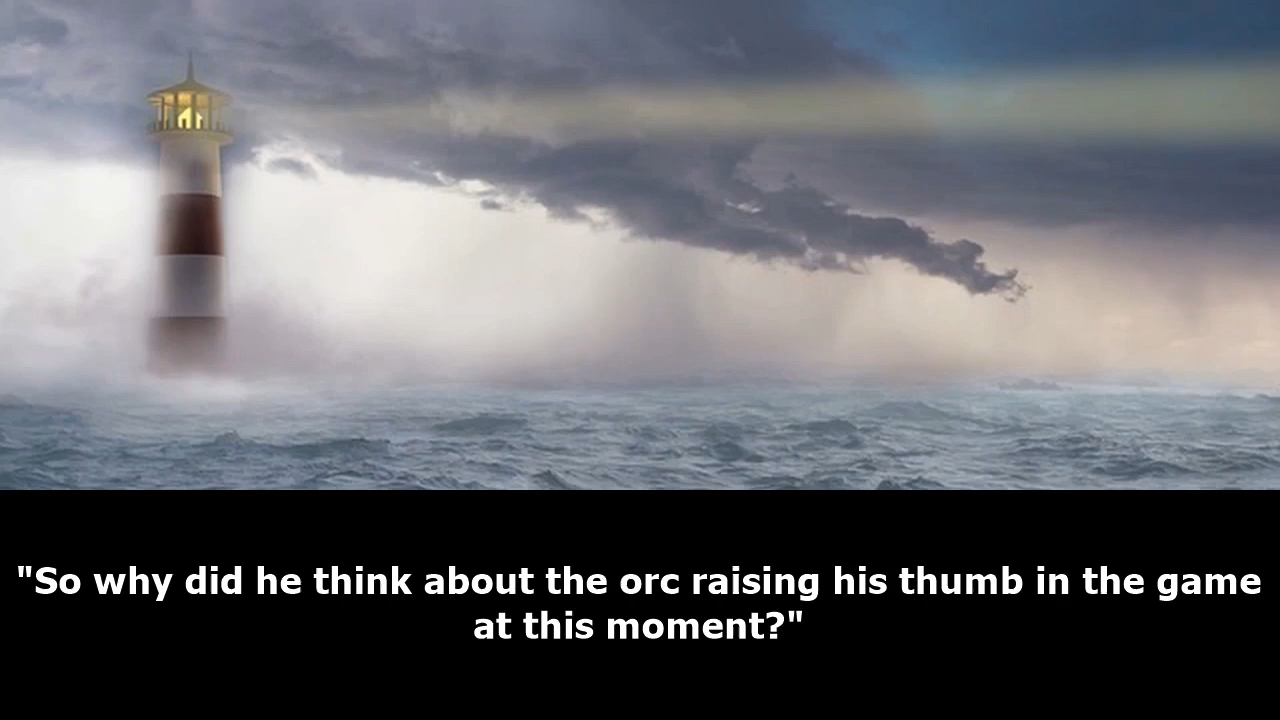 "So why did he think about the orc raising his thumb in the game
at this moment?"